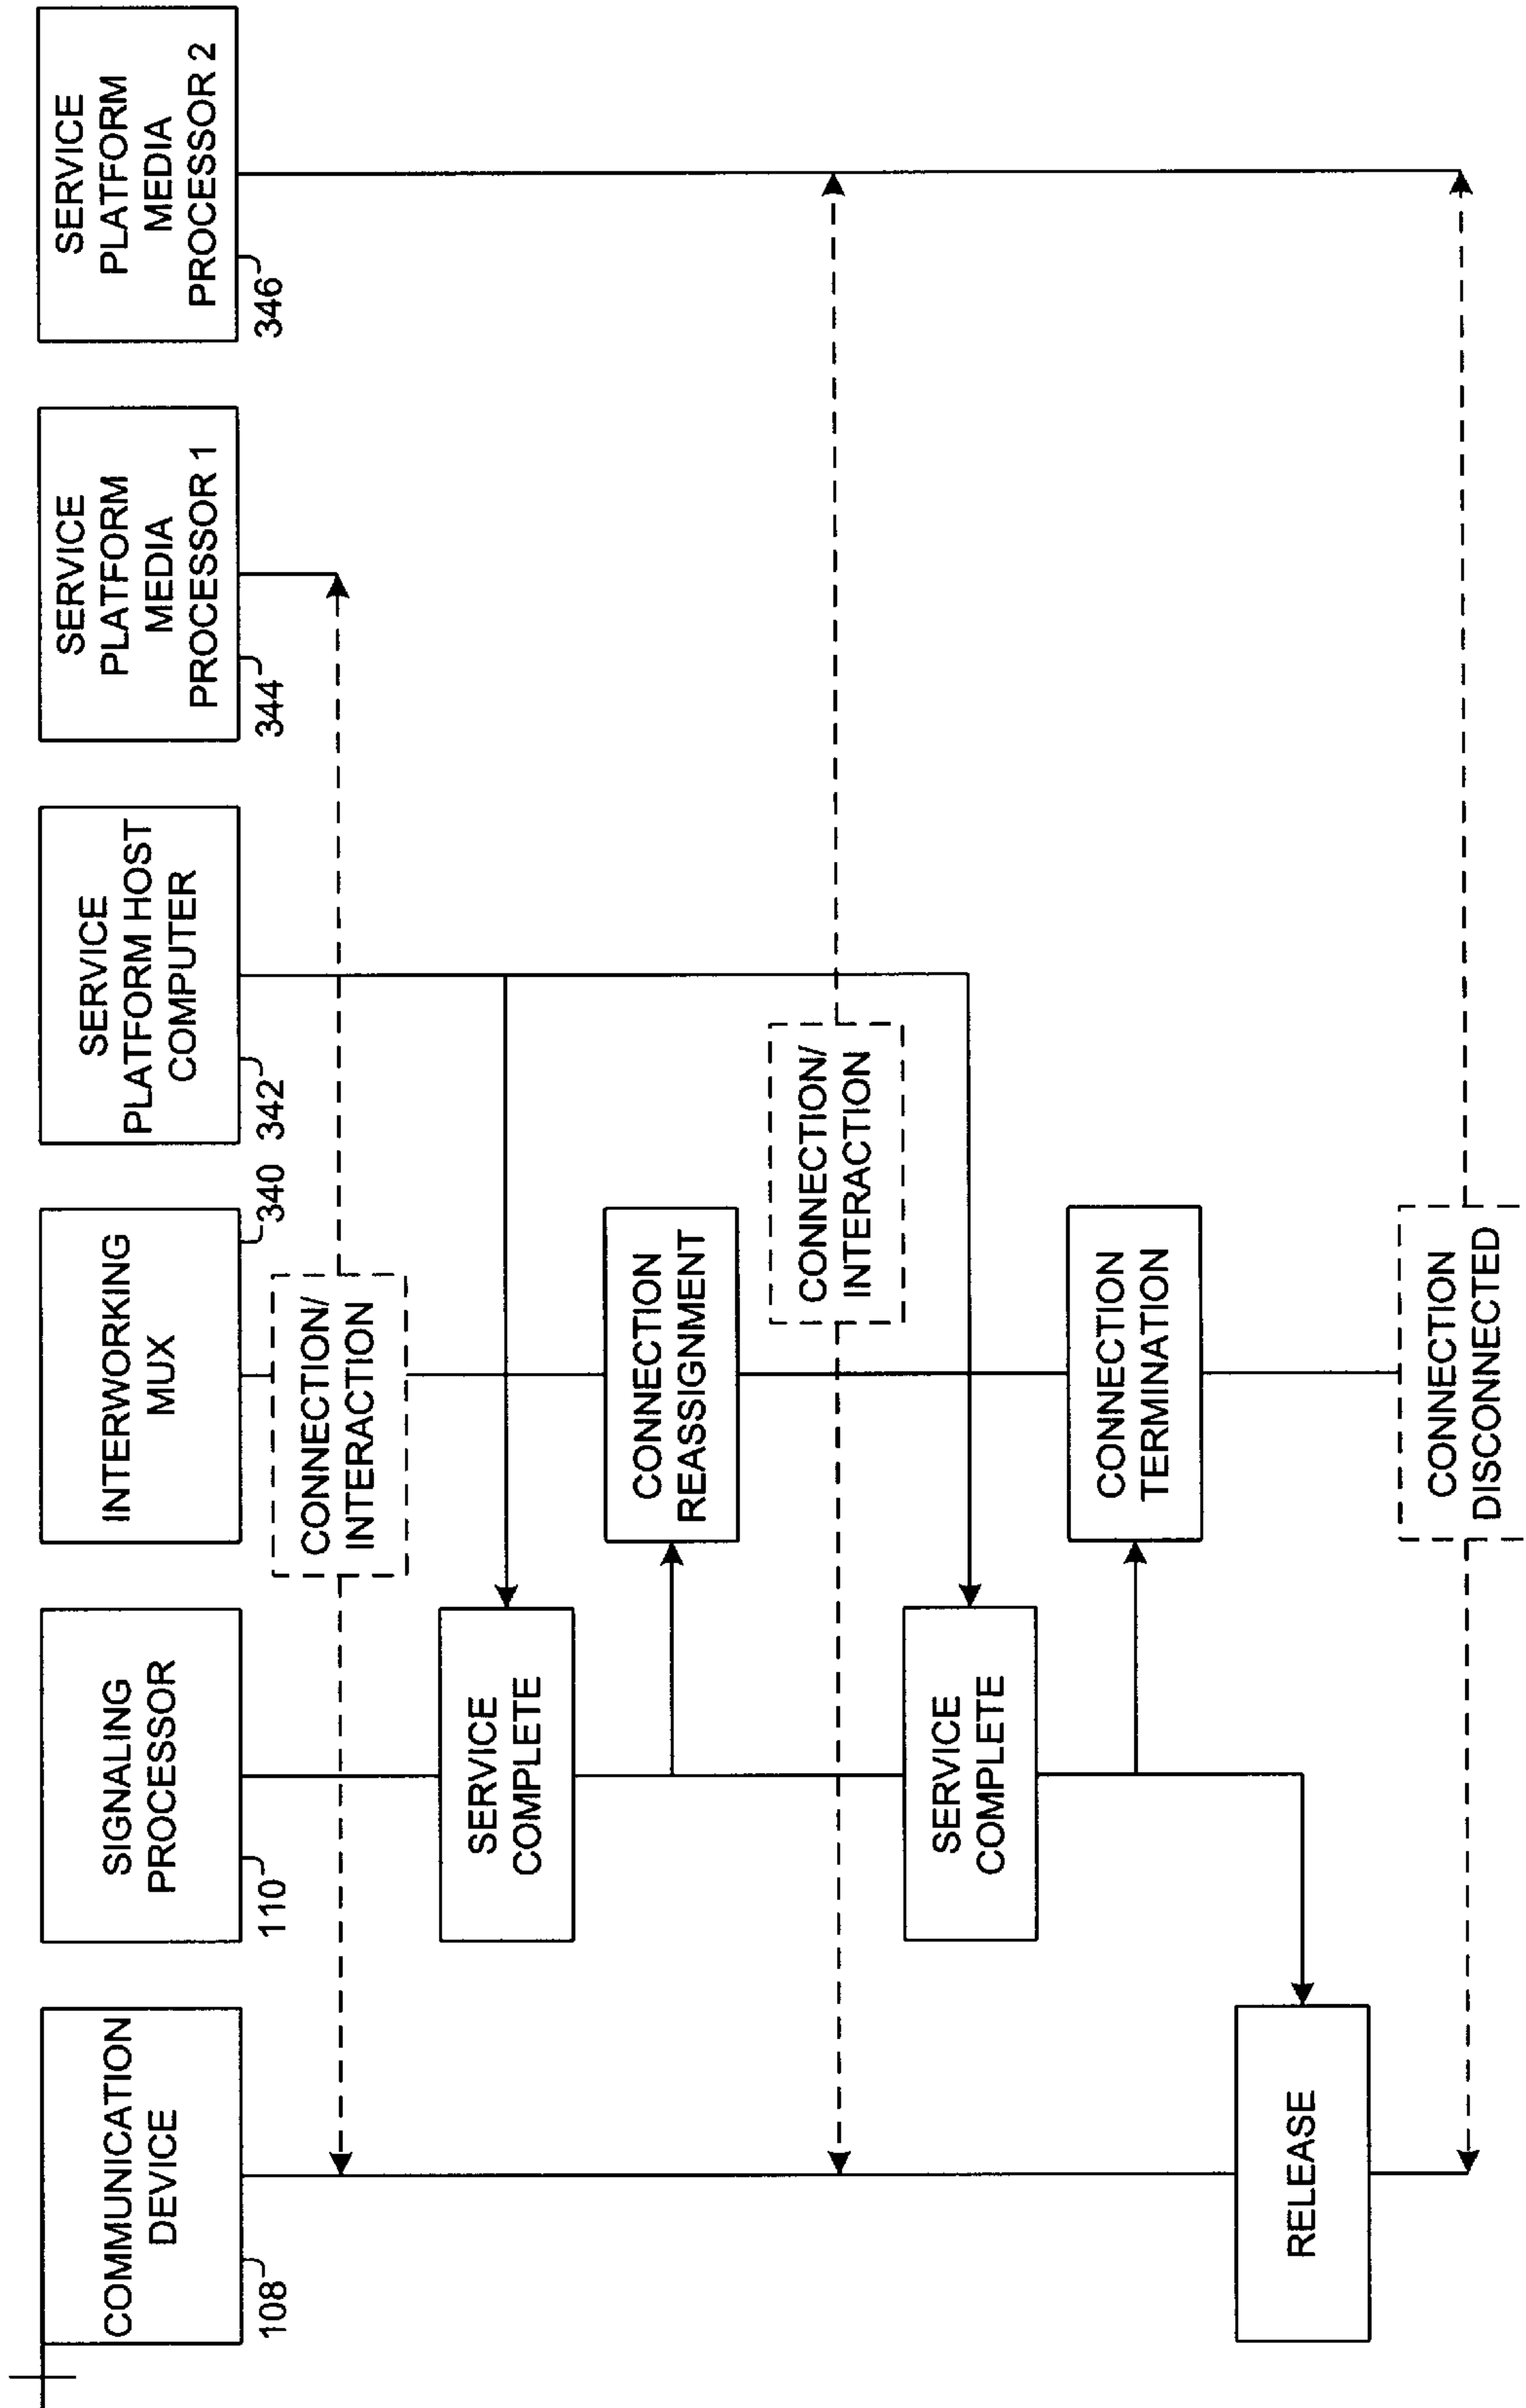 COMMUNICATION
DEVICE
108
SIGNALING
PROCESSOR
110
INTERWORKING
MUX
340
SERVICE
PLATFORM HOST
COMPUTER
342
SERVICE
PLATFORM
MEDIA
PROCESSOR 1
344
SERVICE
PLATFORM
MEDIA
PROCESSOR 2
346
CONNECTION/
INTERACTION
SERVICE
COMPLETE
CONNECTION
REASSIGNMENT
CONNECTION/
INTERACTION
SERVICE
COMPLETE
CONNECTION
TERMINATION
RELEASE
CONNECTION
DISCONNECTED